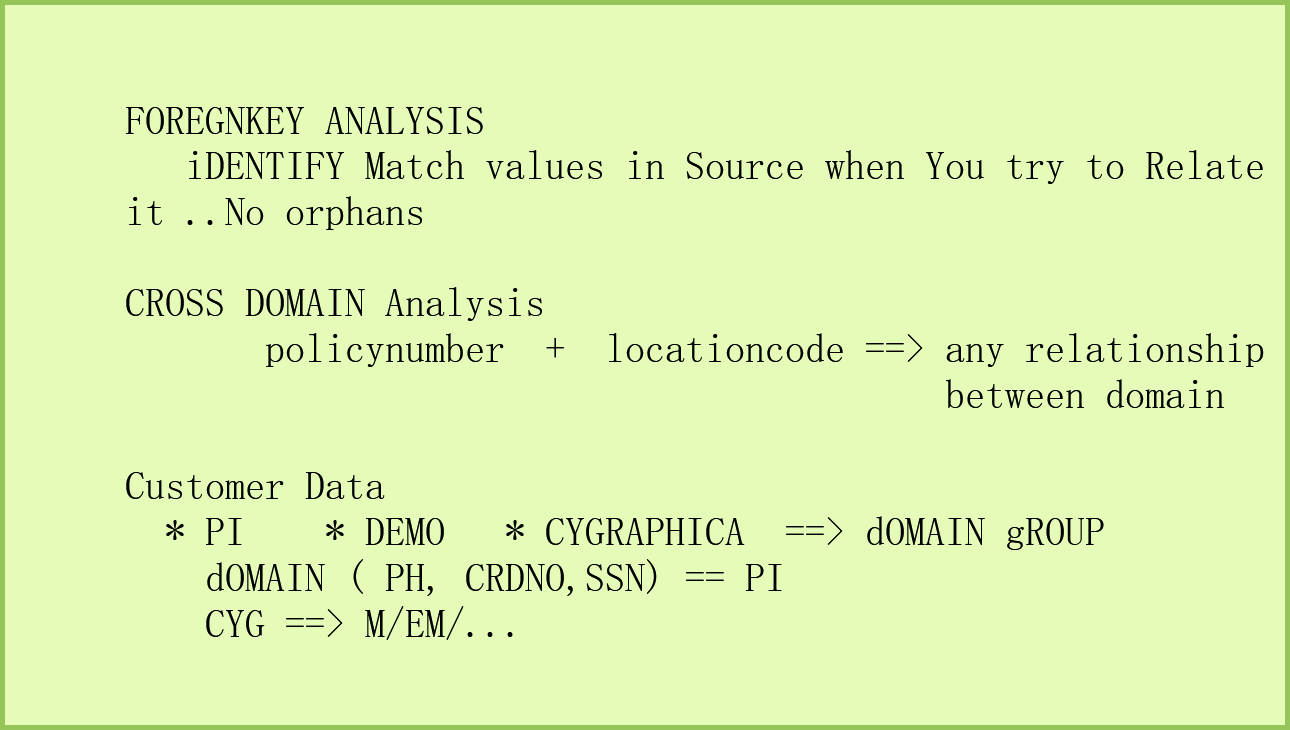 FOREGNKEY ANALYSIS
iDENTIFY Match values in Source when You try to Relate
it ..No orphans
CROSS DOMAIN Analysis
policynumber + locationcode ==> any relationship
between domain
Customer Data
* PI * DEMO * CYGRAPHICA ==> dOMAIN gROUP
dOMAIN ( PH, CRDNO,SSN) == PI
CYG ==> M/EM/...